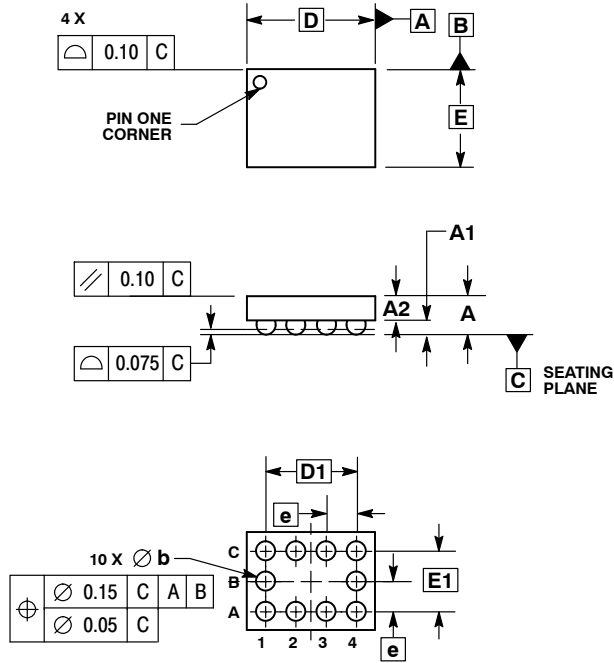 4 X
D
A
B
⌓ 0.10 C
PIN ONE
CORNER
E
A1
⫽ 0.10 C
A2
A
⌓ 0.075 C
C
SEATING
PLANE
D1
e
C
10 X ∅ b
B
E1
⌖ ∅ 0.15 C A B
∅ 0.05 C
A
1 2 3 4
e